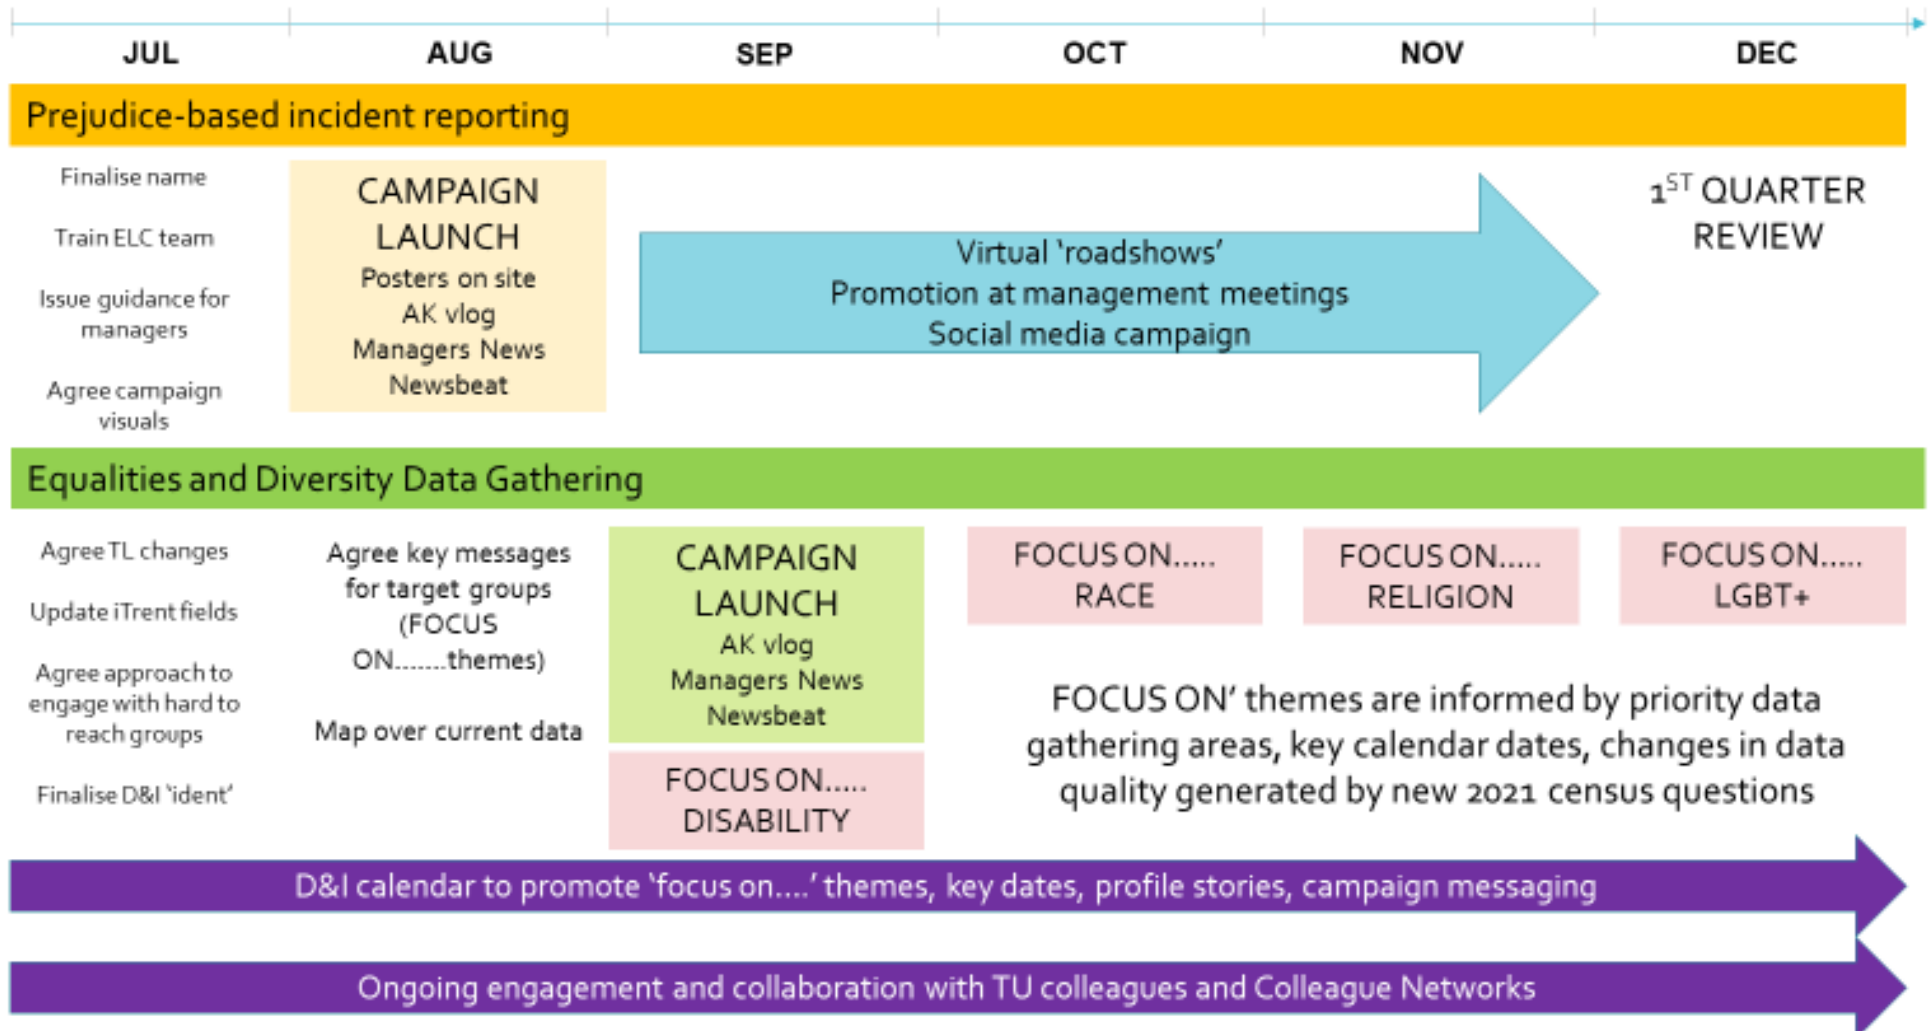 JUL
AUG
SEP
OCT
NOV
DEC
Prejudice-based incident reporting
Finalise name
Train ELC team
Issue guidance for
managers
Agree campaign
visuals
CAMPAIGN
LAUNCH
Posters on site
AK vlog
Managers News
Newsbeat
Virtual ‘roadshows’
Promotion at management meetings
Social media campaign
1ST QUARTER
REVIEW
Equalities and Diversity Data Gathering
Agree TL changes
Update iTrent fields
Agree approach to
engage with hard to
reach groups
Finalise D&I ‘ident’
Agree key messages
for target groups
(FOCUS
ON.......themes)
Map over current data
CAMPAIGN
LAUNCH
AK vlog
Managers News
Newsbeat
FOCUS ON.....
DISABILITY
FOCUS ON.....
RACE
FOCUS ON.....
RELIGION
FOCUS ON.....
LGBT+
FOCUS ON’ themes are informed by priority data
gathering areas, key calendar dates, changes in data
quality generated by new 2021 census questions
D&I calendar to promote ‘focus on....’ themes, key dates, profile stories, campaign messaging
Ongoing engagement and collaboration with TU colleagues and Colleague Networks